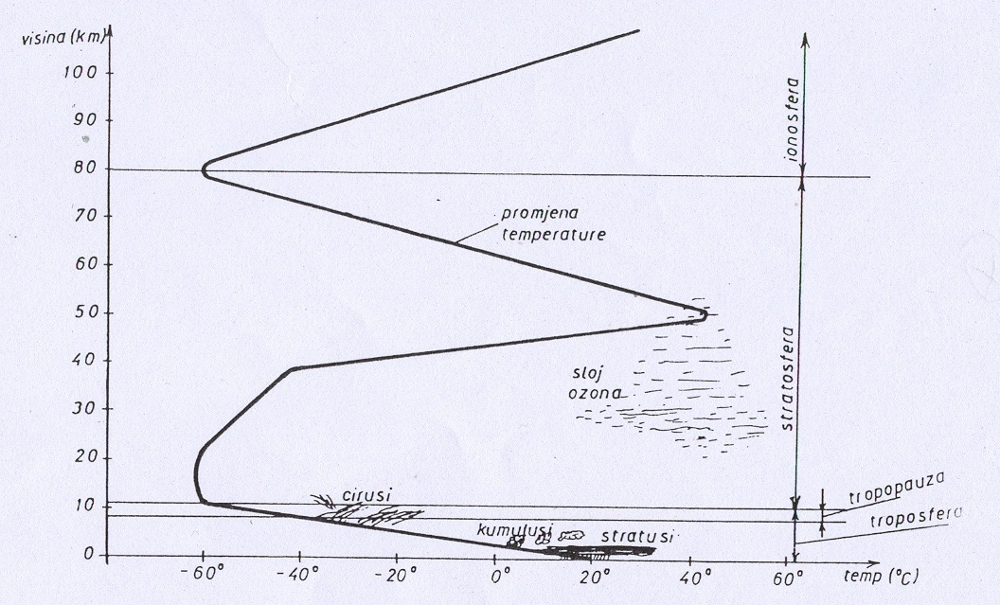 visina (km)
100
90
80
70
60
50
40
30
20
10
0
-60°
-40°
-20°
0°
20°
40°
60°
temp (°C)
promjena
temperature
sloj
ozona
cirusi
kumulusi
stratusi
ionosfera
stratosfera
tropopauza
troposfera